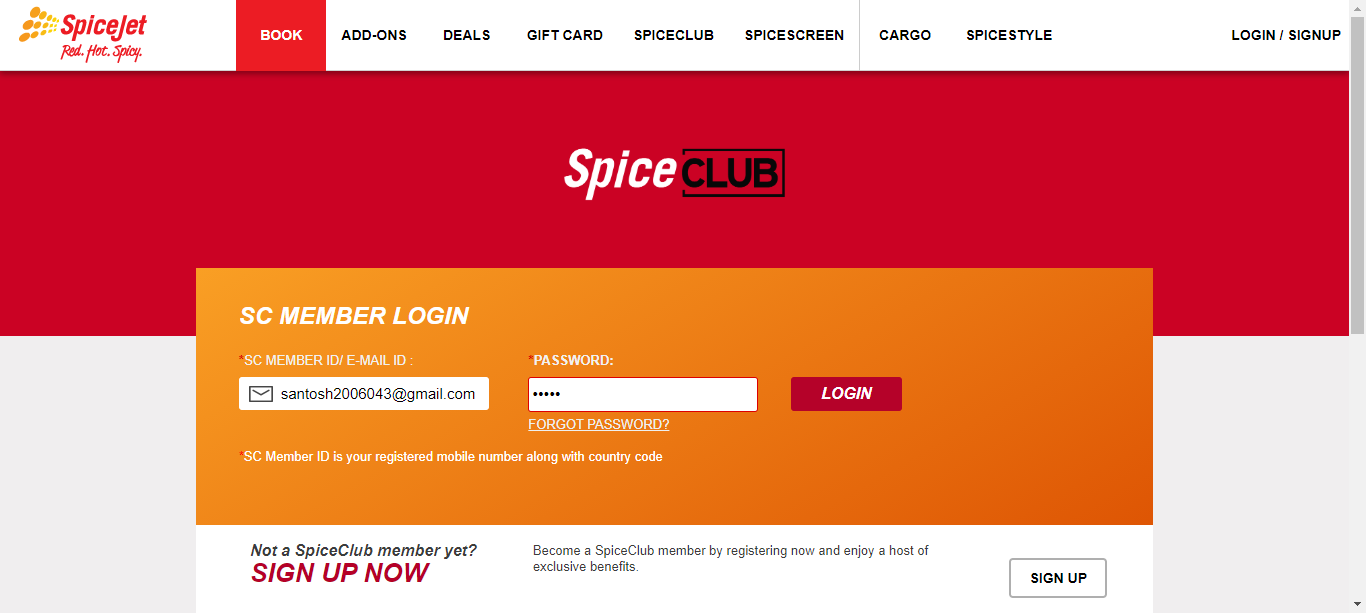 SpiceJet
Red. Hot. Spicy.
BOOK ADD-ONS DEALS GIFT CARD SPICECLUB SPICESCREEN CARGO SPICESTYLE LOGIN / SIGNUP
Spice CLUB
SC MEMBER LOGIN
*SC MEMBER ID/ E-MAIL ID : *PASSWORD:
santosh2006043@gmail.com ••••• LOGIN
FORGOT PASSWORD?
*SC Member ID is your registered mobile number along with country code
Not a SpiceClub member yet?
SIGN UP NOW
Become a SpiceClub member by registering now and enjoy a host of
exclusive benefits.
SIGN UP